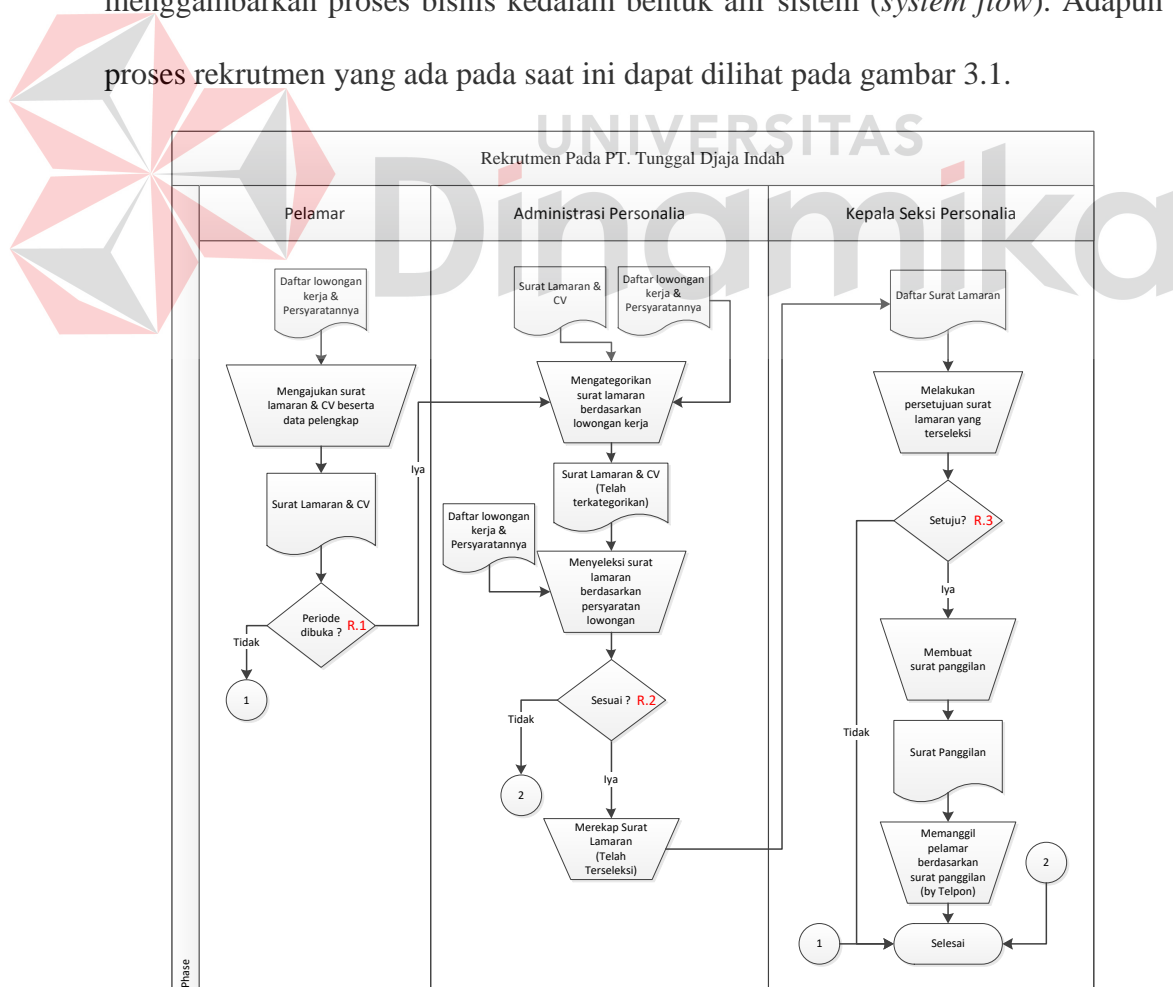 menggambarkan proses bisnis kedalam bentuk alir sistem (system flow). Adapun
proses rekrutmen yang ada pada saat ini dapat dilihat pada gambar 3.1.
UNIVERSITAS
Dinamika
Rekrutmen Pada PT. Tunggal Djaja Indah
Pelamar
Administrasi Personalia
Kepala Seksi Personalia
Daftar lowongan
kerja &
Persyaratannya
Mengajukan surat
lamaran & CV beserta
data pelengkap
Surat Lamaran & CV
Periode
dibuka ? R.1
Iya
Tidak
1
Surat Lamaran &
CV
Daftar lowongan
kerja &
Persyaratannya
Mengategorikan
surat lamaran
berdasarkan
lowongan kerja
Surat Lamaran & CV
(Telah
terkategorikan)
Daftar lowongan
kerja &
Persyaratannya
Menyeleksi surat
lamaran
berdasarkan
persyaratan
lowongan
Sesuai ? R.2
Tidak
2
Iya
Merekap Surat
Lamaran
(Telah
Terseleksi)
Daftar Surat Lamaran
Melakukan
persetujuan surat
lamaran yang
terseleksi
Setuju? R.3
Iya
Tidak
Membuat
surat panggilan
Surat Panggilan
Memanggil
pelamar
berdasarkan
surat panggilan
(by Telpon)
2
1
Selesai
Phase